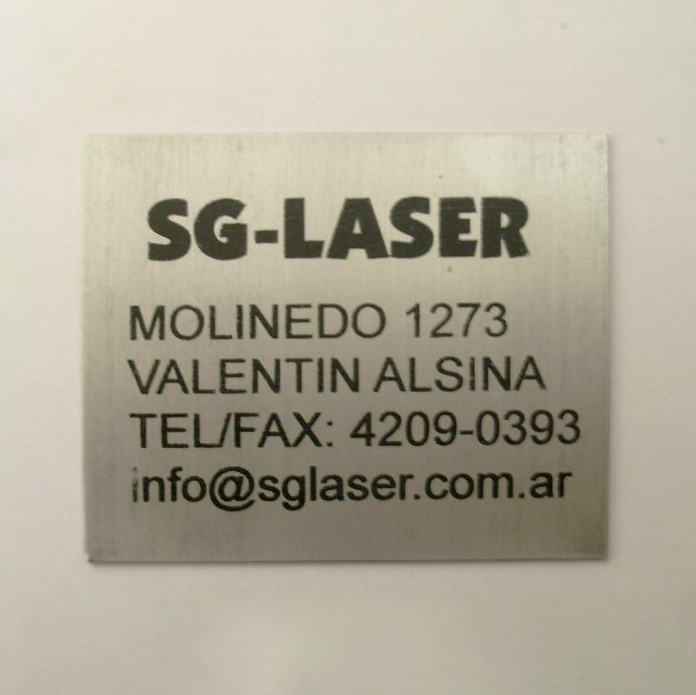 SG-LASER
MOLINEDO 1273
VALENTIN ALSINA
TEL/FAX: 4209-0393
info@sglaser.com.ar